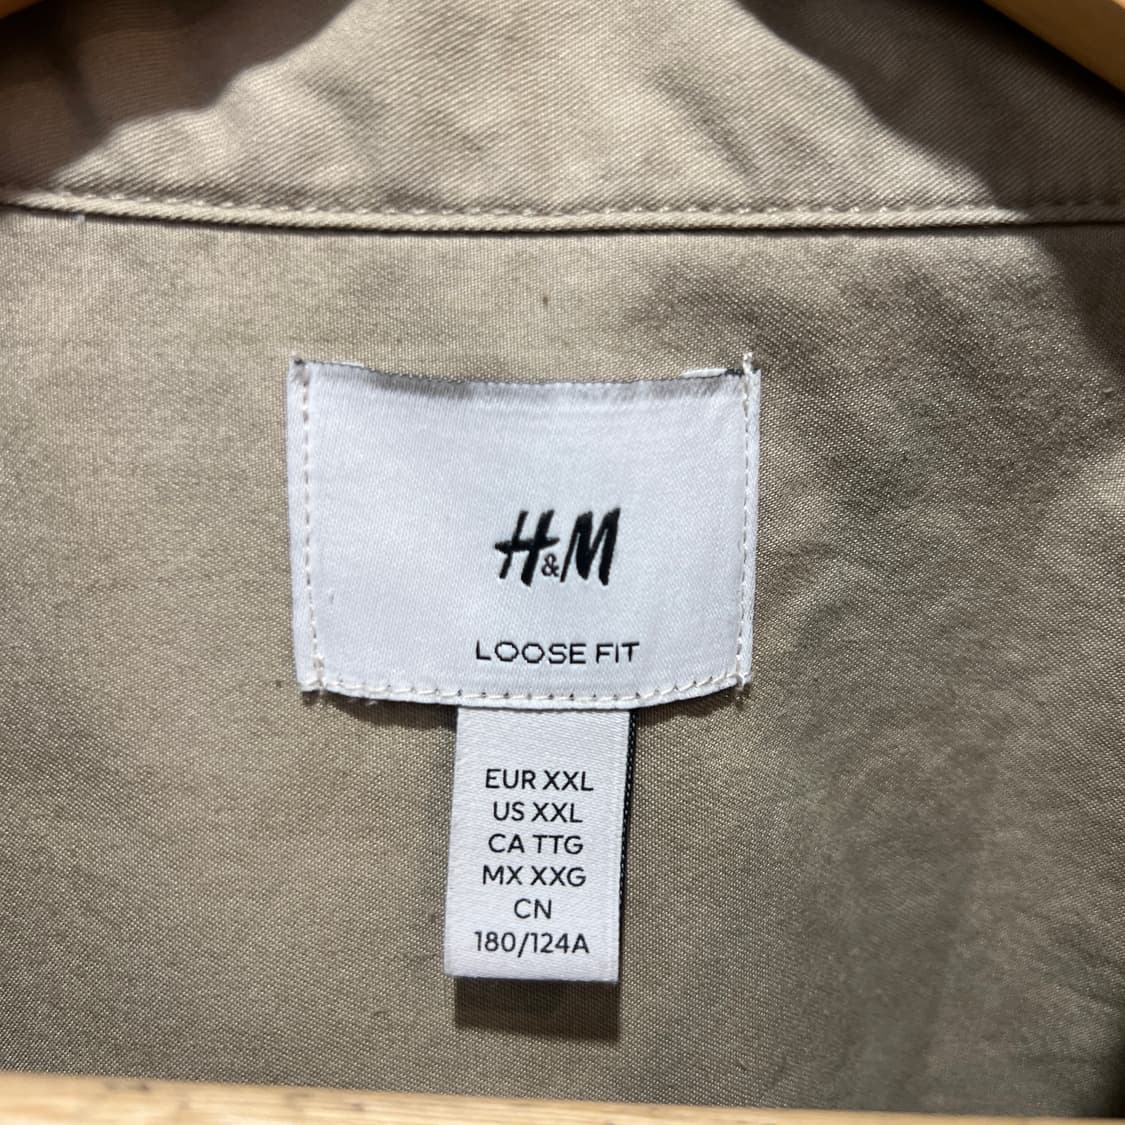 H&M
LOOSE FIT
EUR XXL
US XXL
CA TTG
MX XXG
CN
180/124A